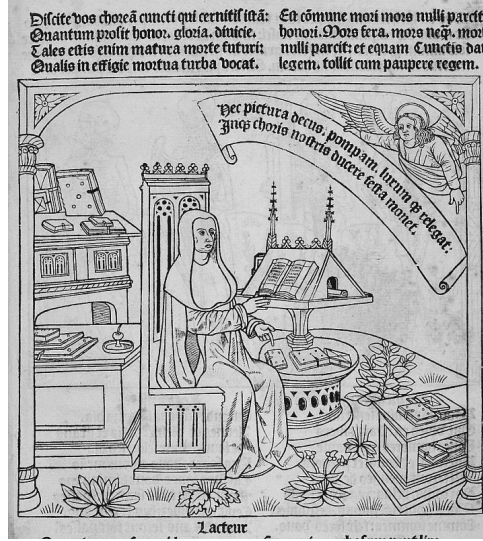 Discite vos choreã cuncti qui cernitis istã:
Quantum prosit honor. gloria. diuicie.
Tales estis enim matura morte futuri:
Qualis in effigie mortua turba vocat.
Est cõmune mori mors nulli parcit
honori. Mors fera. mors neq̃. mor
nulli parcit: et equam Cunctis da
legem. tollit cum paupere regem.
Hec pictura decus. pompam. luxum qʒ relegat:
Inqʒ choris nostris ducere festa monet.
Lacteur